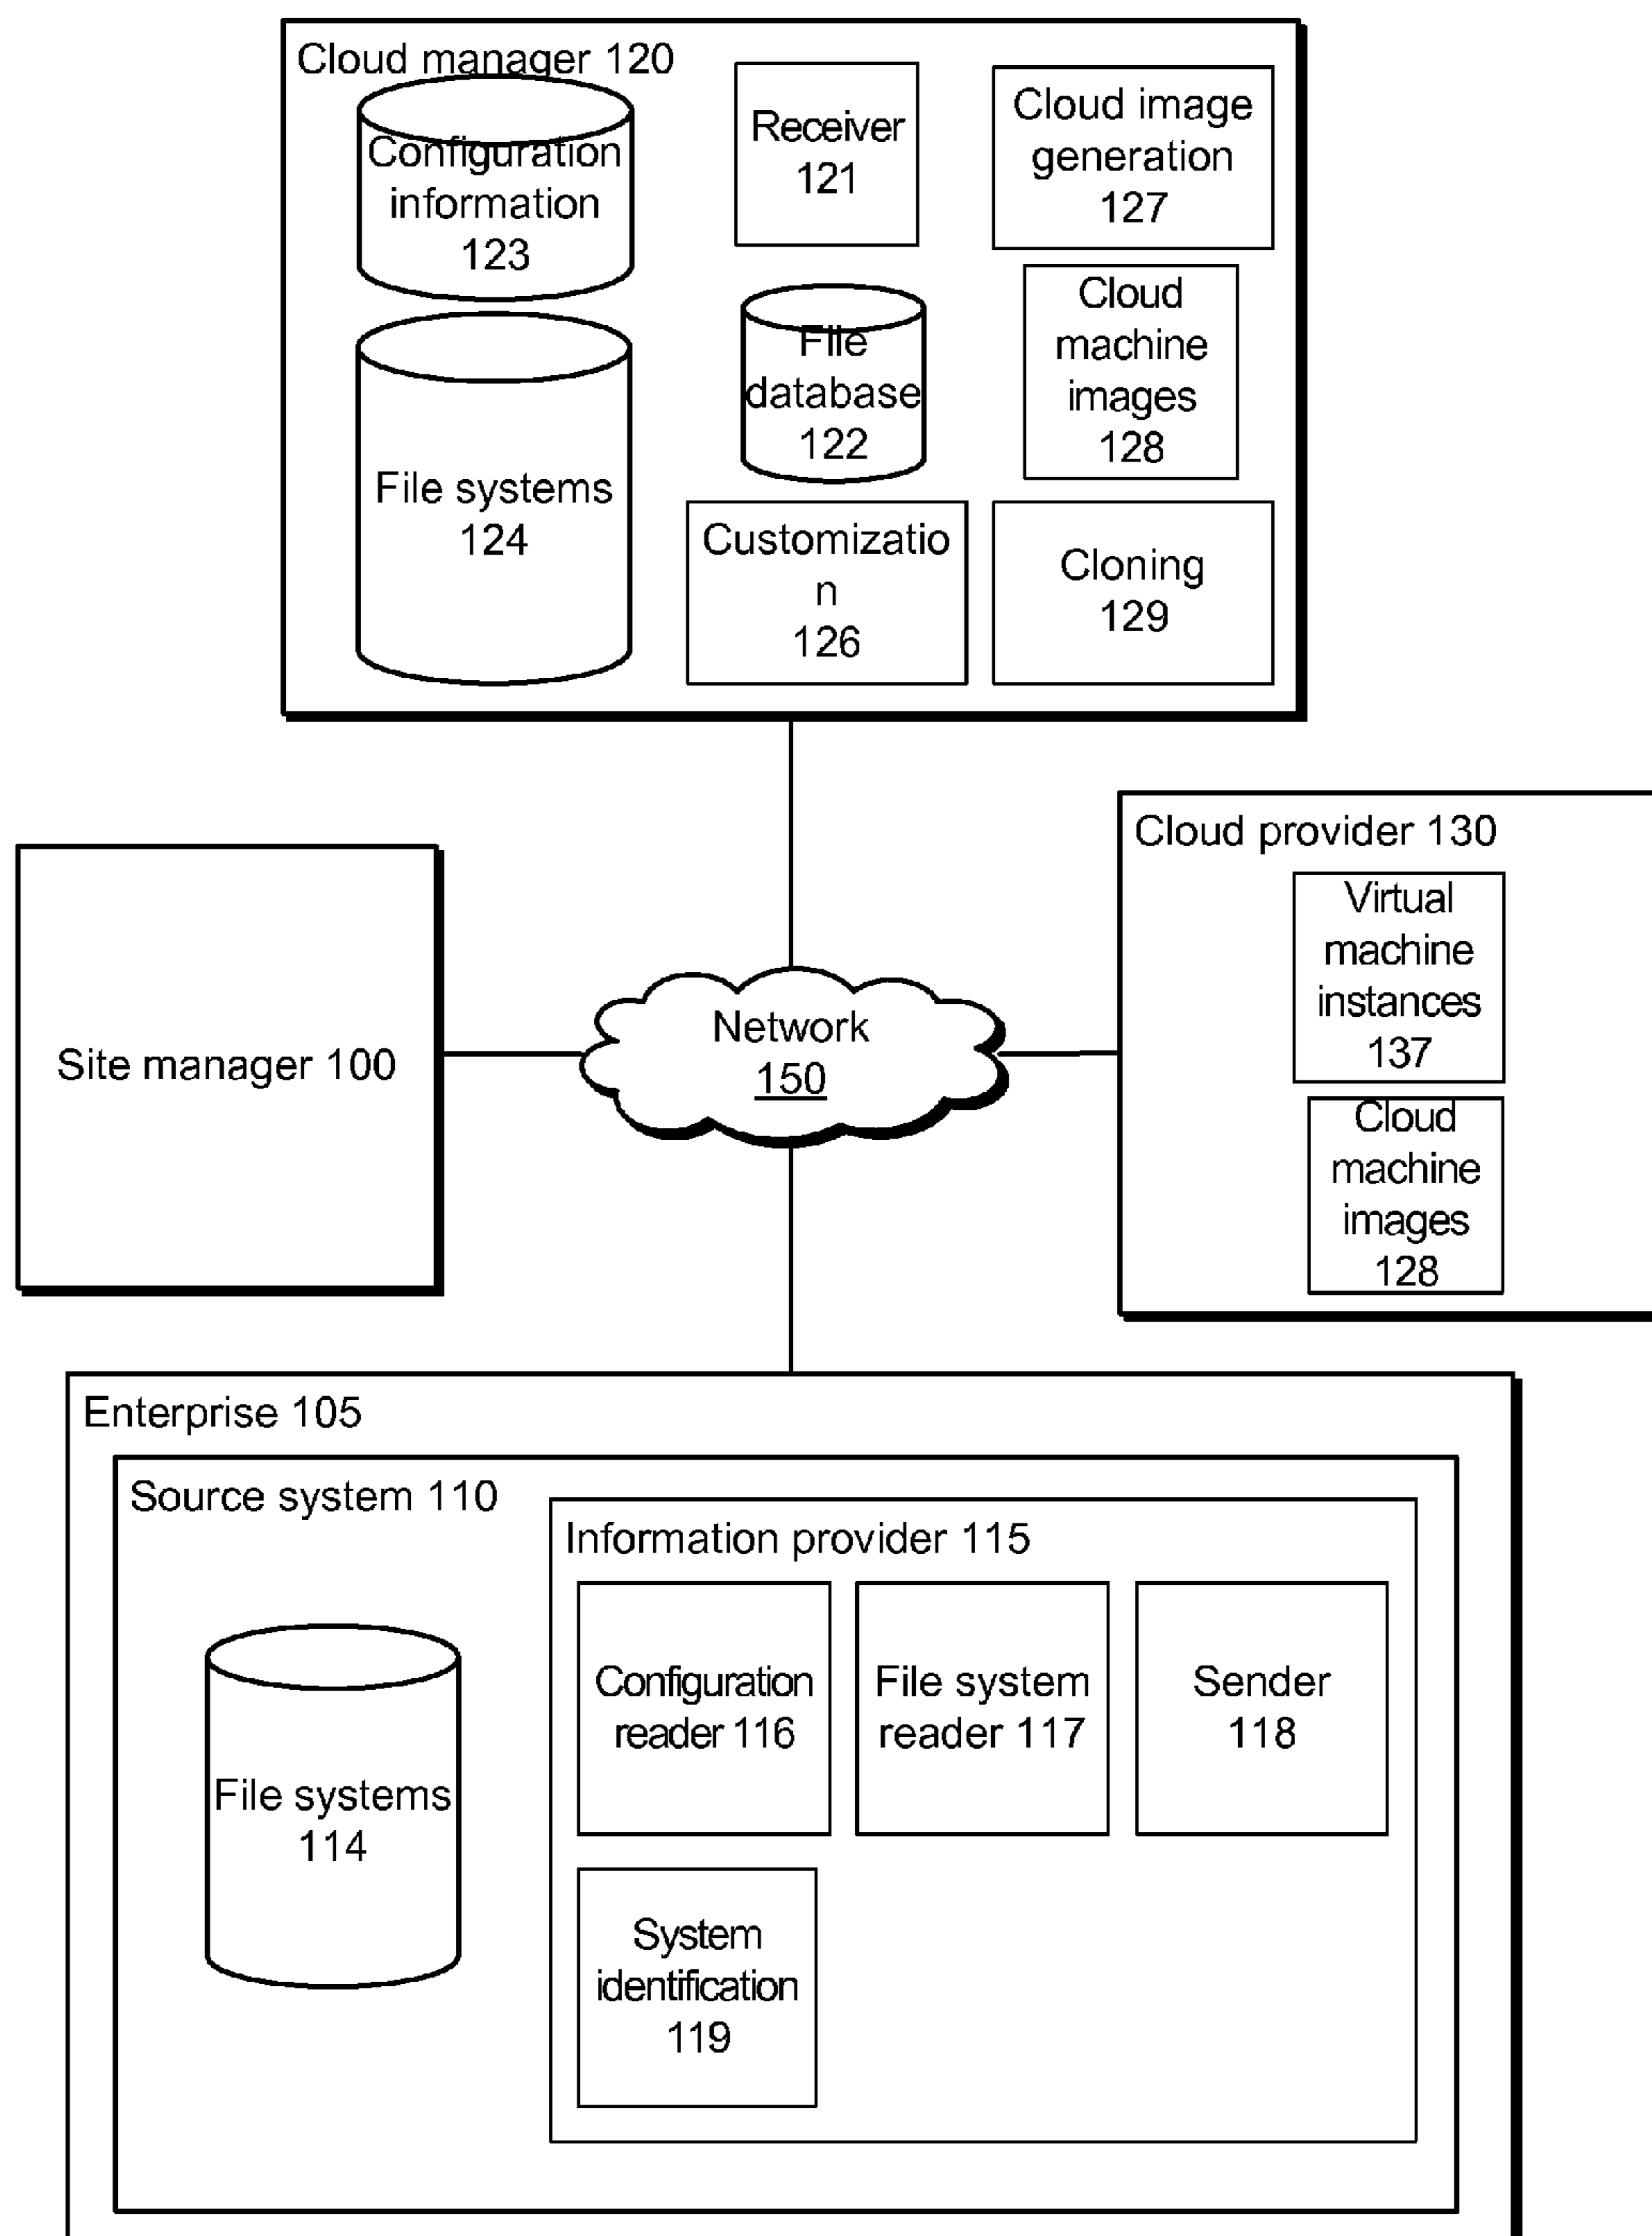 Cloud manager 120
Configuration
information
123
Receiver
121
Cloud image
generation
127
File systems
124
File
database
122
Cloud
machine
images
128
Customizatio
n
126
Cloning
129
Site manager 100
Network
150
Cloud provider 130
Virtual
machine
instances
137
Cloud
machine
images
128
Enterprise 105
Source system 110
Information provider 115
File systems
114
Configuration
reader 116
File system
reader 117
Sender
118
System
identification
119